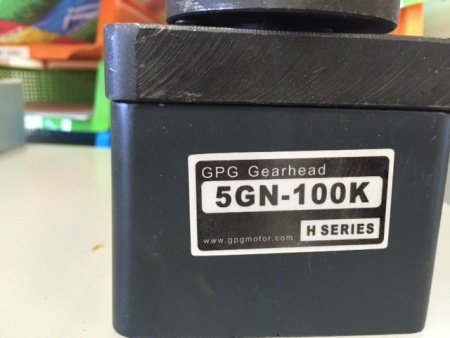 GPG Gearhead
5GN-100K
www.gpgmotor.com H SERIES